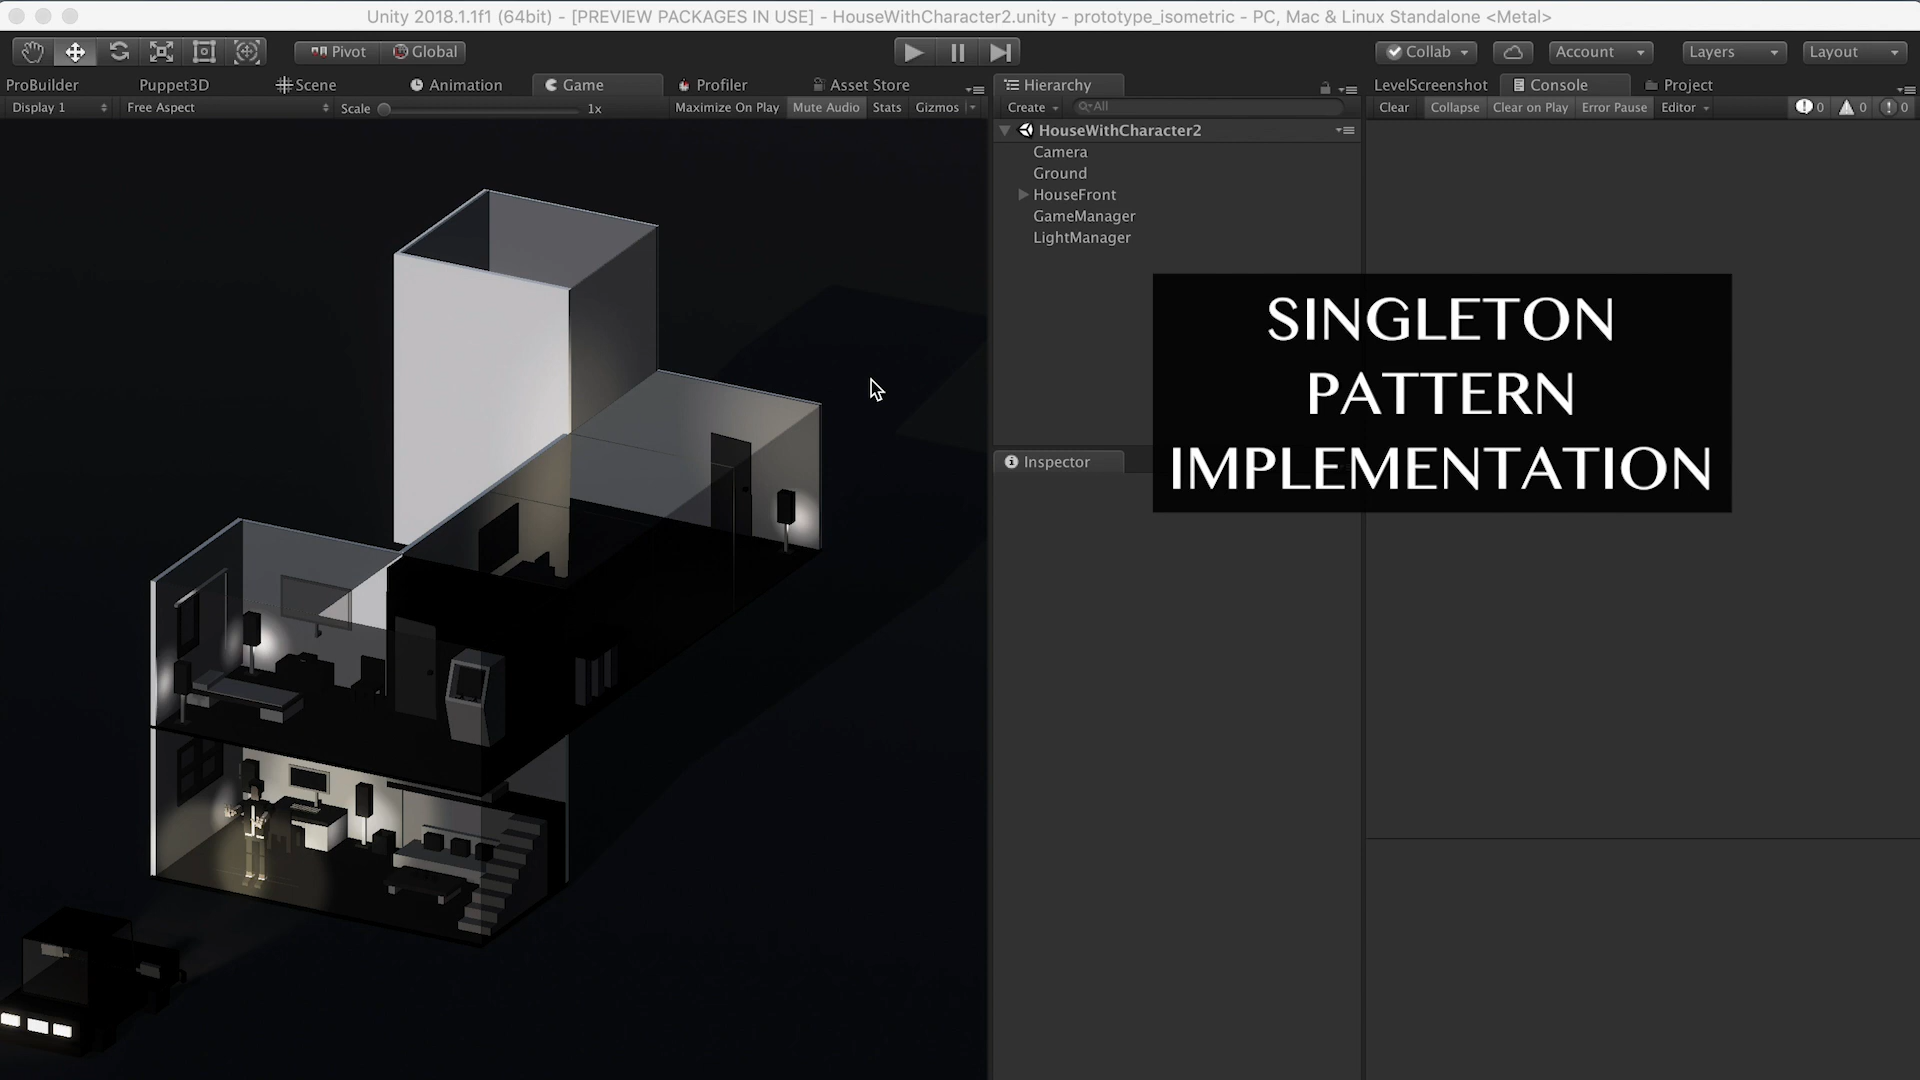 Unity 2018.1.1f1 (64bit) - [PREVIEW PACKAGES IN USE] - HouseWithCharacter2.unity - prototype_isometric - PC, Mac & Linux Standalone <Metal>
Pivot Global Collab Account Layers Layout
ProBuilder Puppet3D Scene Animation Game Profiler Asset Store Hierarchy LevelScreenshot Console Project
Display 1 Free Aspect Scale 1x Maximize On Play Mute Audio Stats Gizmos Create All Clear Collapse Clear on Play Error Pause Editor 0 0 0
HouseWithCharacter2
Camera
Ground
HouseFront
GameManager
LightManager
Inspector
SINGLETON
PATTERN
IMPLEMENTATION